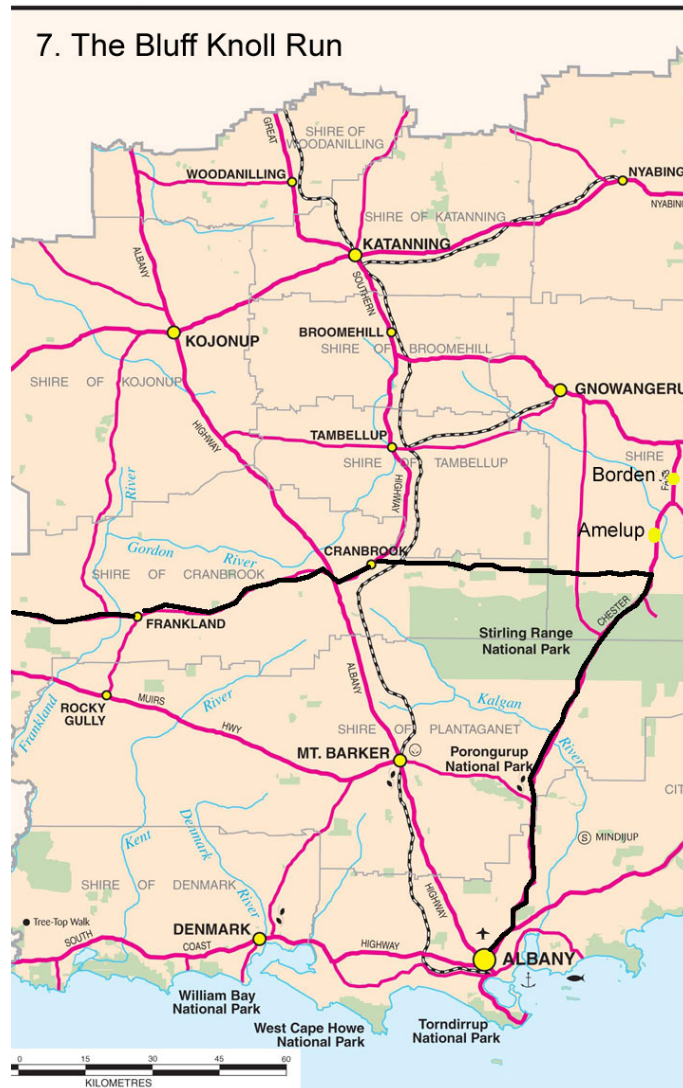 7. The Bluff Knoll Run
GREAT
SHIRE OF
WOODANILLING
WOODANILLING
NYABING
NYABING
SHIRE OF KATANNING
KATANNING
ALBANY
SOUTHERN
BROOMEHILL
KOJONUP
SHIRE OF BROOMEHILL
SHIRE OF KOJONUP
GNOWANGERU
HIGHWAY
TAMBELLUP
SHIRE OF TAMBELLUP
SHIRE
Borden
River
HIGHWAY
Amelup
Gordon
River
CRANBROOK
SHIRE OF CRANBROOK
FRANKLAND
CHESTER
Stirling Range
National Park
ALBANY
River
Kalgan
Frankland
ROCKY
GULLY
MUIRS
HWY
SHIRE OF PLANTAGANET
MT. BARKER
Porongurup
National Park
River
CIT
Kent
Denmark
River
S MINDIJUP
SHIRE OF DENMARK
HIGHWAY
Tree-Top Walk
DENMARK
SOUTH
COAST
HIGHWAY
ALBANY
William Bay
National Park
West Cape Howe
National Park
Torndirrup
National Park
0 15 30 45 60
KILOMETRES